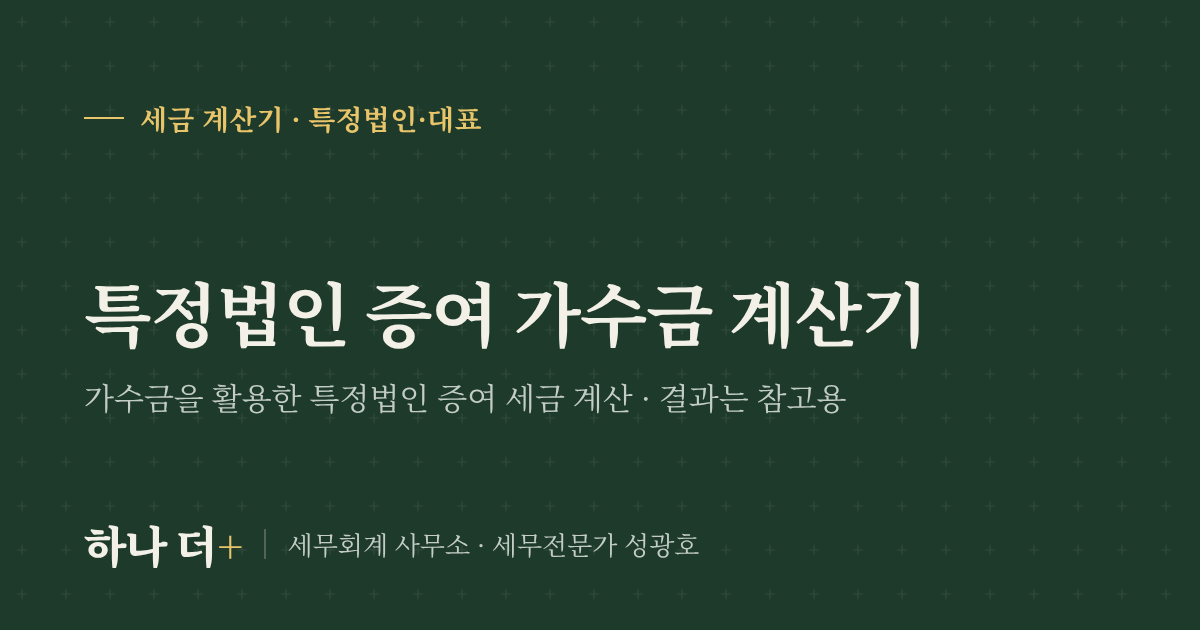 세금 계산기 · 특정법인·대표
특정법인 증여 가수금 계산기
가수금을 활용한 특정법인 증여 세금 계산 · 결과는 참고용
하나 더+ 세무회계 사무소 · 세무전문가 성광호